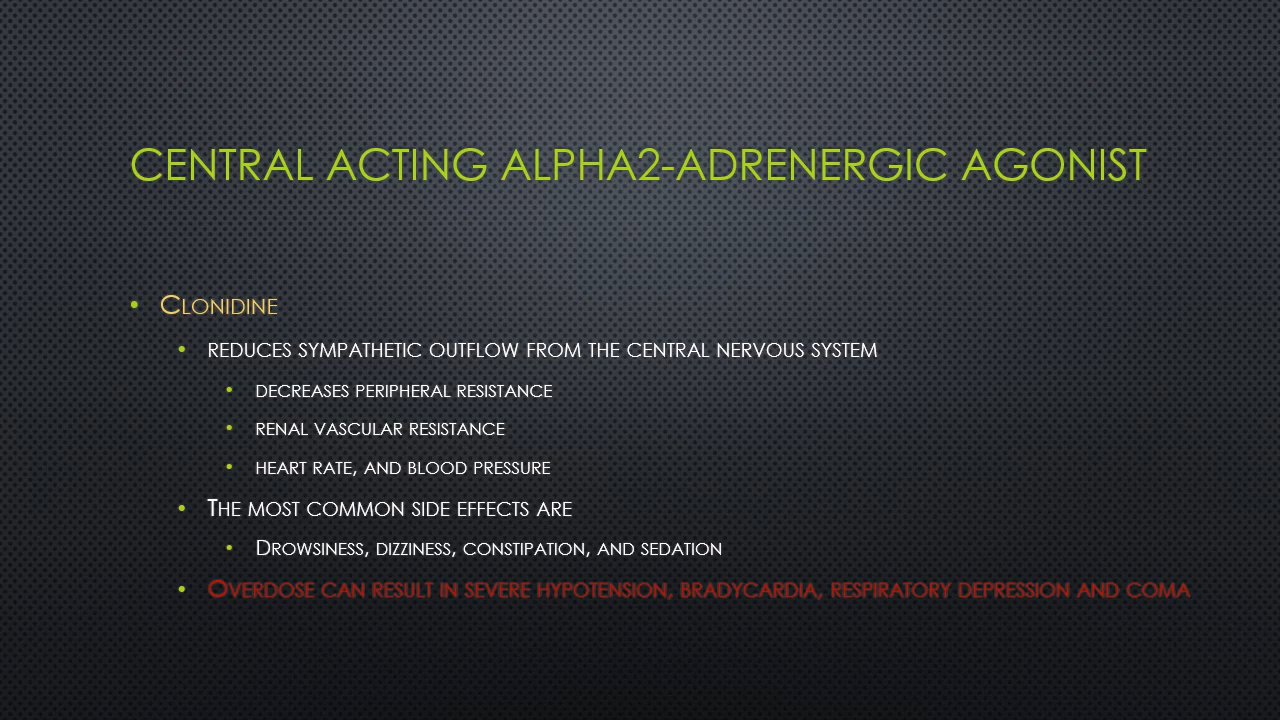 CENTRAL ACTING ALPHA2-ADRENERGIC AGONIST
• Clonidine
• reduces sympathetic outflow from the central nervous system
• decreases peripheral resistance
• renal vascular resistance
• heart rate, and blood pressure
• The most common side effects are
• Drowsiness, dizziness, constipation, and sedation
• Overdose can result in severe hypotension, bradycardia, respiratory depression and coma